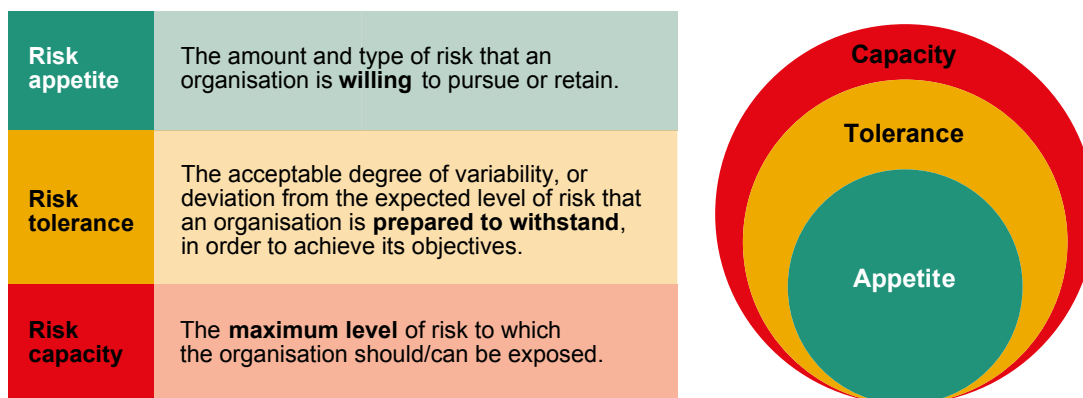 Risk
appetite
The amount and type of risk that an
organisation is willing to pursue or retain.
Risk
tolerance
The acceptable degree of variability, or
deviation from the expected level of risk that
an organisation is prepared to withstand,
in order to achieve its objectives.
Risk
capacity
The maximum level of risk to which
the organisation should/can be exposed.
Capacity
Tolerance
Appetite